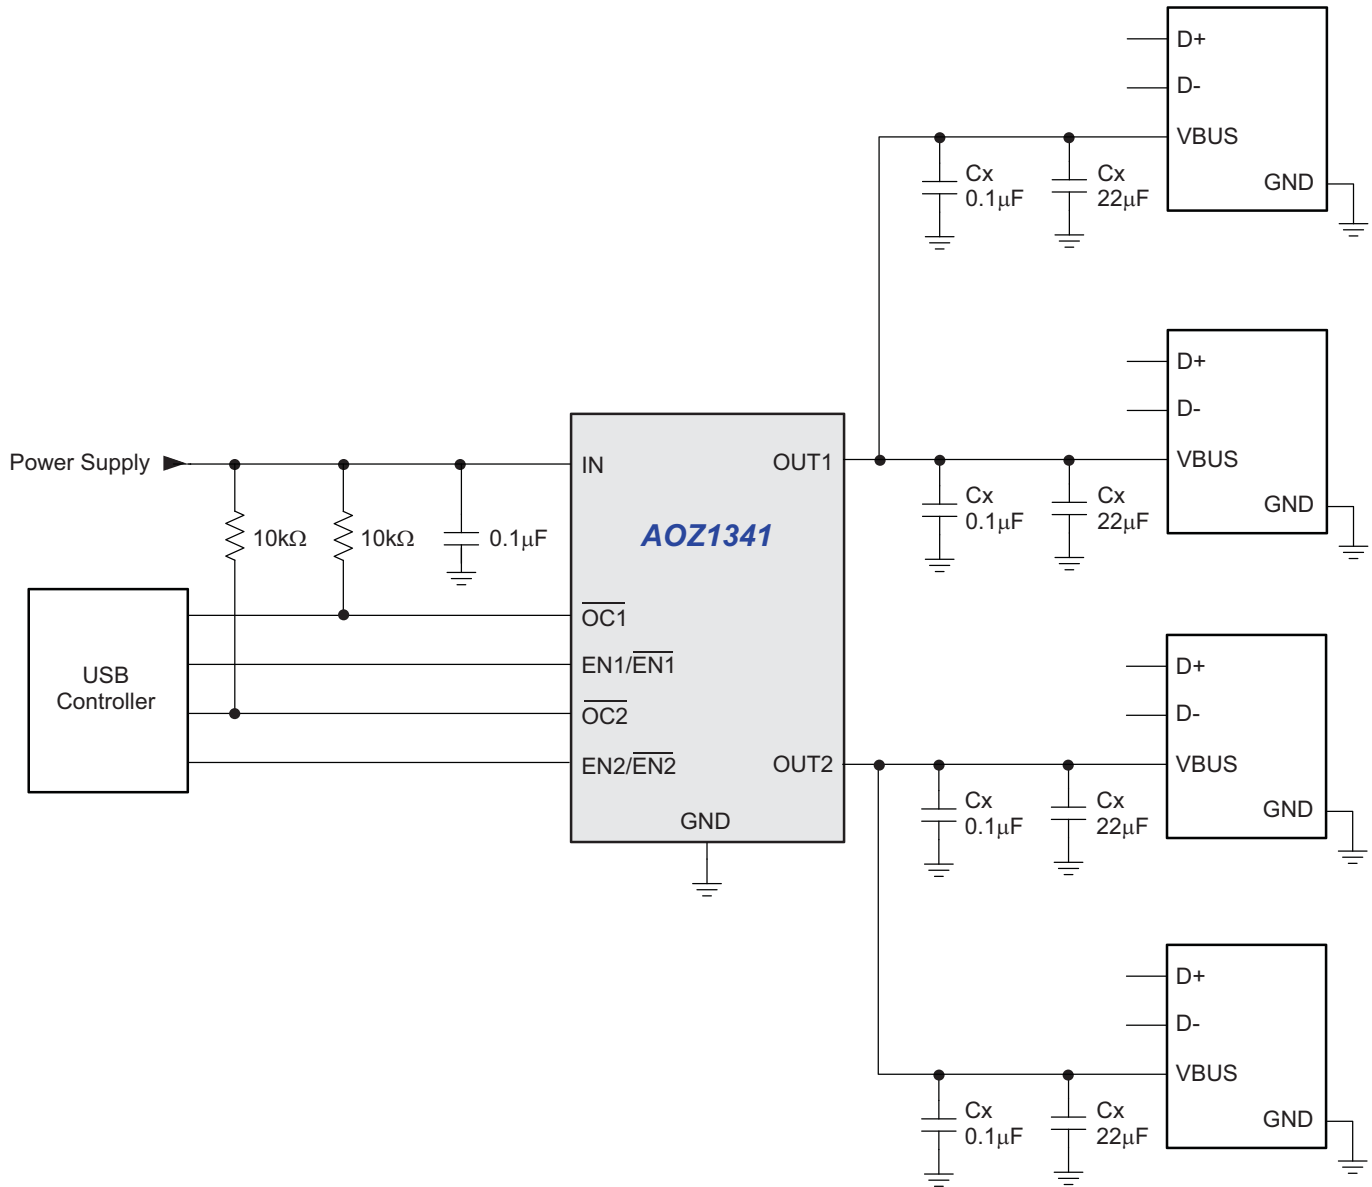 D+
D-
VBUS
GND
Cx
0.1μF
Cx
22μF
D+
D-
VBUS
GND
Cx
0.1μF
Cx
22μF
Power Supply
IN
OUT1
AOZ1341
10kΩ
10kΩ
0.1μF
USB
Controller
OC1
EN1/EN1
OC2
EN2/EN2
OUT2
GND
D+
D-
VBUS
GND
Cx
0.1μF
Cx
22μF
D+
D-
VBUS
GND
Cx
0.1μF
Cx
22μF